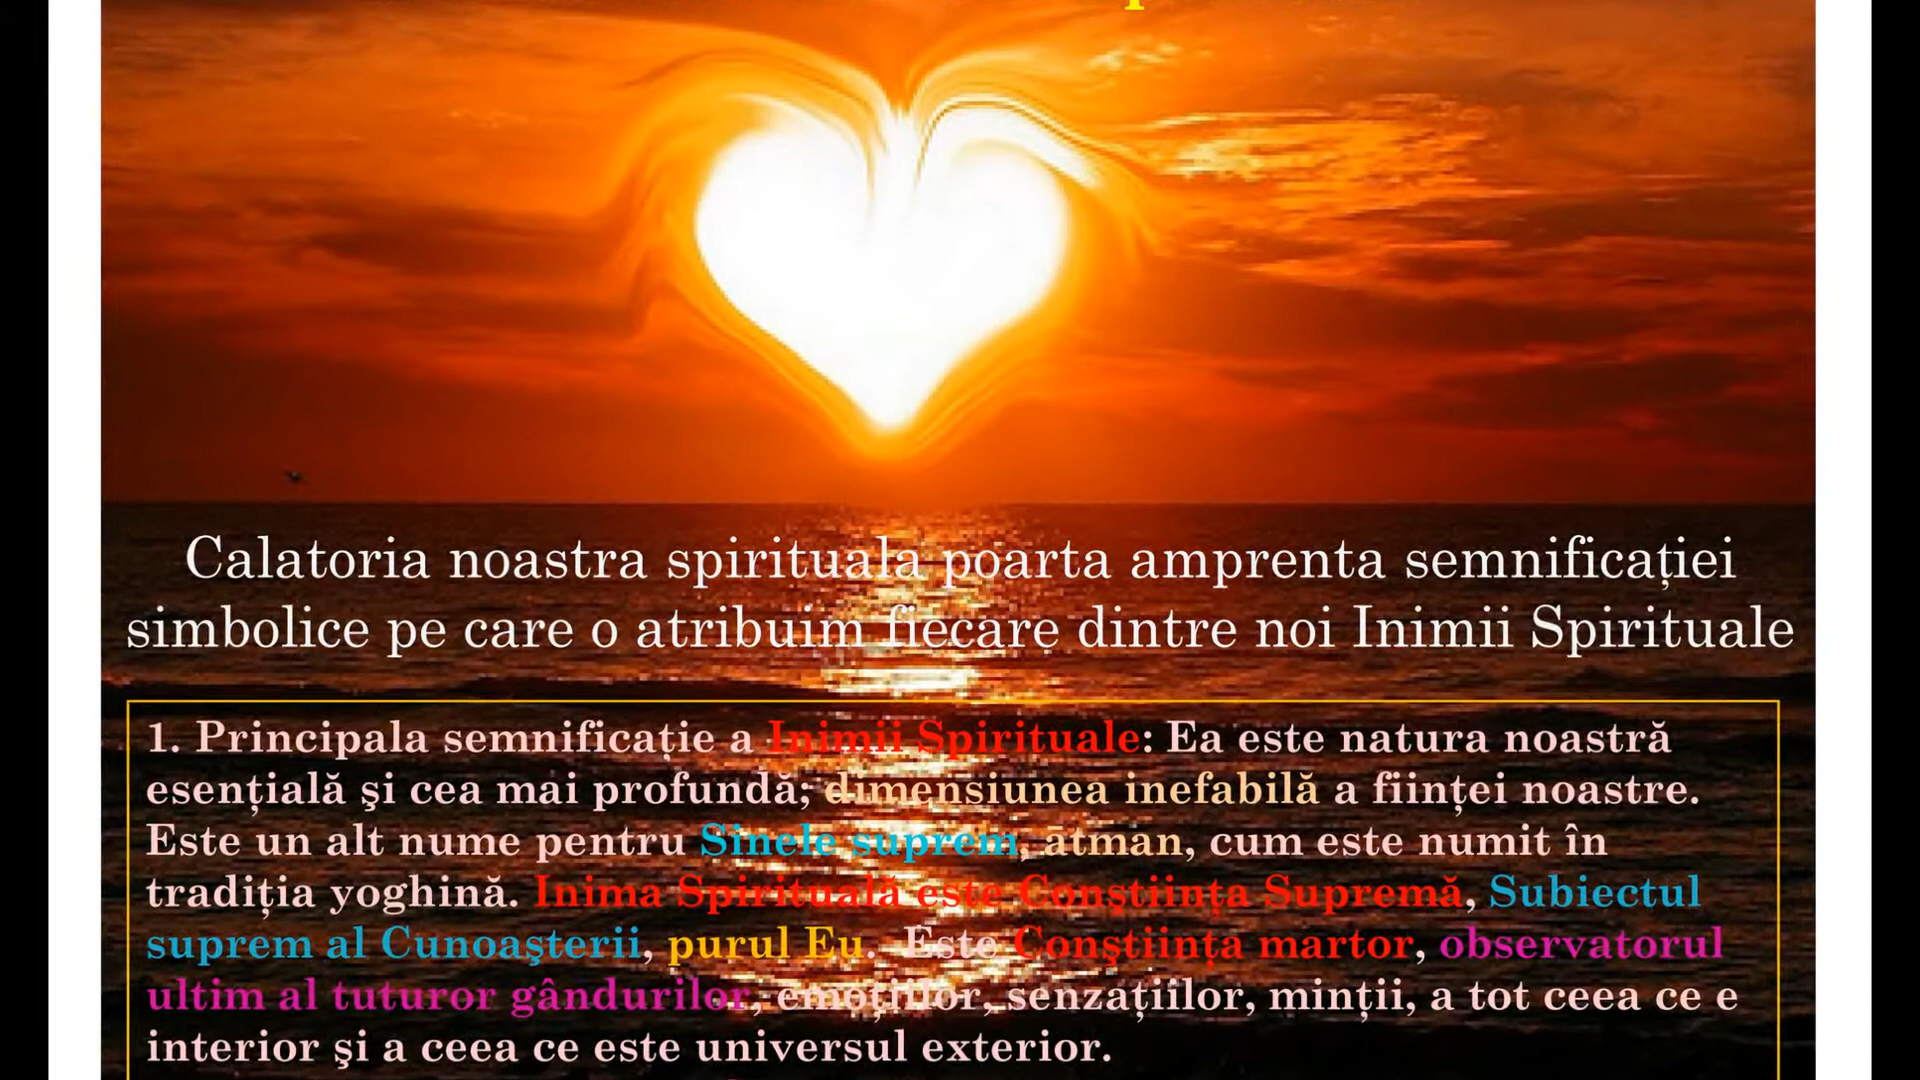 Calatoria noastra spirituala poarta amprenta semnificației
simbolice pe care o atribuim fiecare dintre noi Inimii Spirituale
1. Principala semnificație a Inimii Spirituale: Ea este natura noastră
esențială şi cea mai profundă; dimensiunea inefabilă a ființei noastre.
Este un alt nume pentru Sinele suprem, ātman, cum este numit în
tradiția yoghină. Inima Spirituală este Conştiința Supremă, Subiectul
suprem al Cunoaşterii, purul Eu.  Este Conştiința martor, observatorul
ultim al tuturor gândurilor, emoțiilor, senzațiilor, minții, a tot ceea ce e
interior şi a ceea ce este universul exterior.